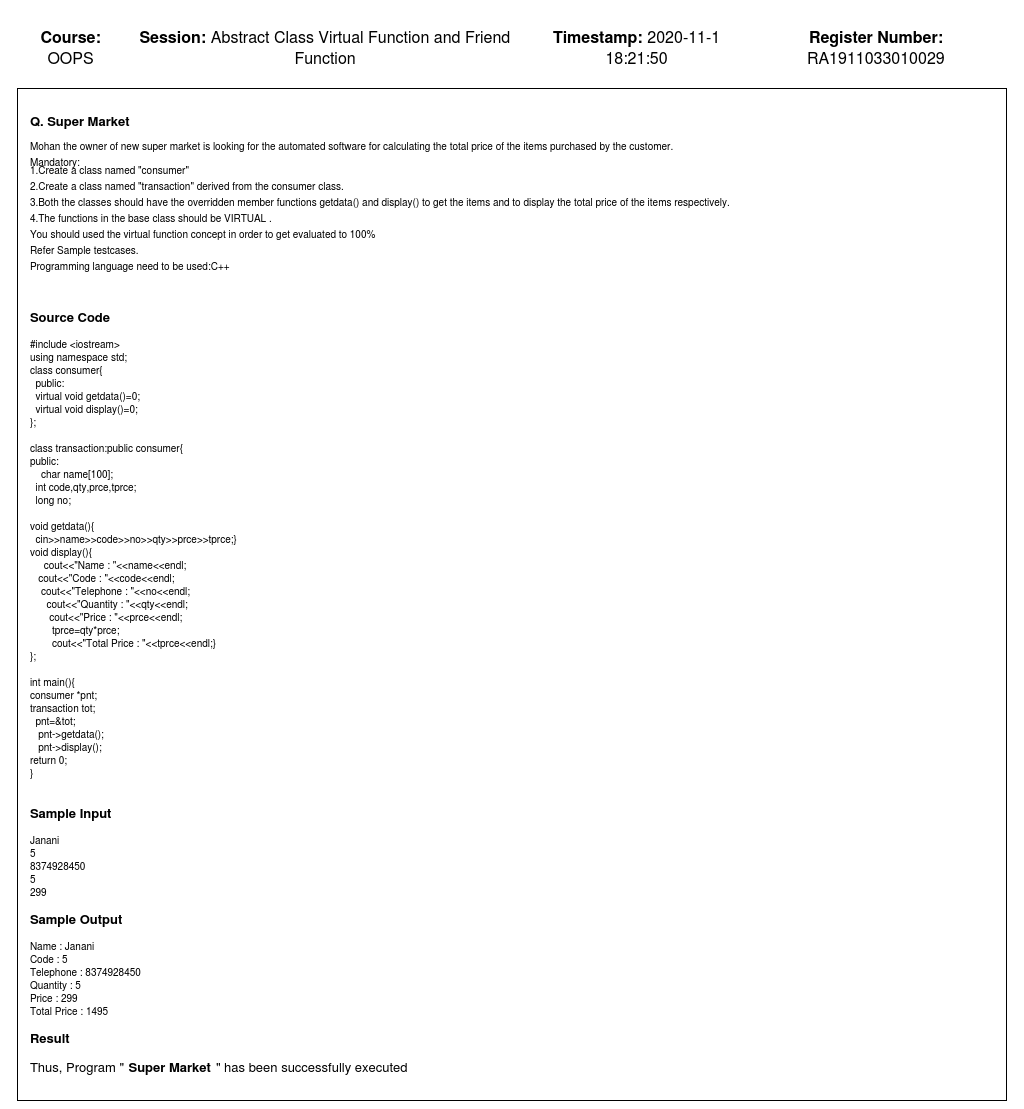 Course: OOPS
Session: Abstract Class Virtual Function and Friend Function
Timestamp: 2020-11-1 18:21:50
Register Number: RA1911033010029
Q. Super Market
Mohan the owner of new super market is looking for the automated software for calculating the total price of the items purchased by the customer.
Mandatory:
1.Create a class named "consumer"
2.Create a class named "transaction" derived from the consumer class.
3.Both the classes should have the overridden member functions getdata() and display() to get the items and to display the total price of the items respectively.
4.The functions in the base class should be VIRTUAL .
You should used the virtual function concept in order to get evaluated to 100%
Refer Sample testcases.
Programming language need to be used:C++
Source Code
#include <iostream>
using namespace std;
class consumer{
public:
virtual void getdata()=0;
virtual void display()=0;
};
class transaction:public consumer{
public:
char name[100];
int code,qty,prce,tprce;
long no;
void getdata(){
cin>>name>>code>>no>>qty>>prce>>tprce;}
void display(){
cout<<"Name : "<<name<<endl;
cout<<"Code : "<<code<<endl;
cout<<"Telephone : "<<no<<endl;
cout<<"Quantity : "<<qty<<endl;
cout<<"Price : "<<prce<<endl;
tprce=qty*prce;
cout<<"Total Price : "<<tprce<<endl;}
};
int main(){
consumer *pnt;
transaction tot;
pnt=&tot;
pnt->getdata();
pnt->display();
return 0;
}
Sample Input
Janani
5
8374928450
5
299
Sample Output
Name : Janani
Code : 5
Telephone : 8374928450
Quantity : 5
Price : 299
Total Price : 1495
Result
Thus, Program " Super Market " has been successfully executed